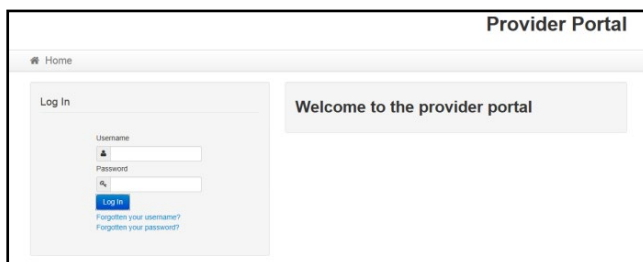 Provider Portal
Home
Log In
Username
Password
Log In
Forgotten your username?
Forgotten your password?
Welcome to the provider portal